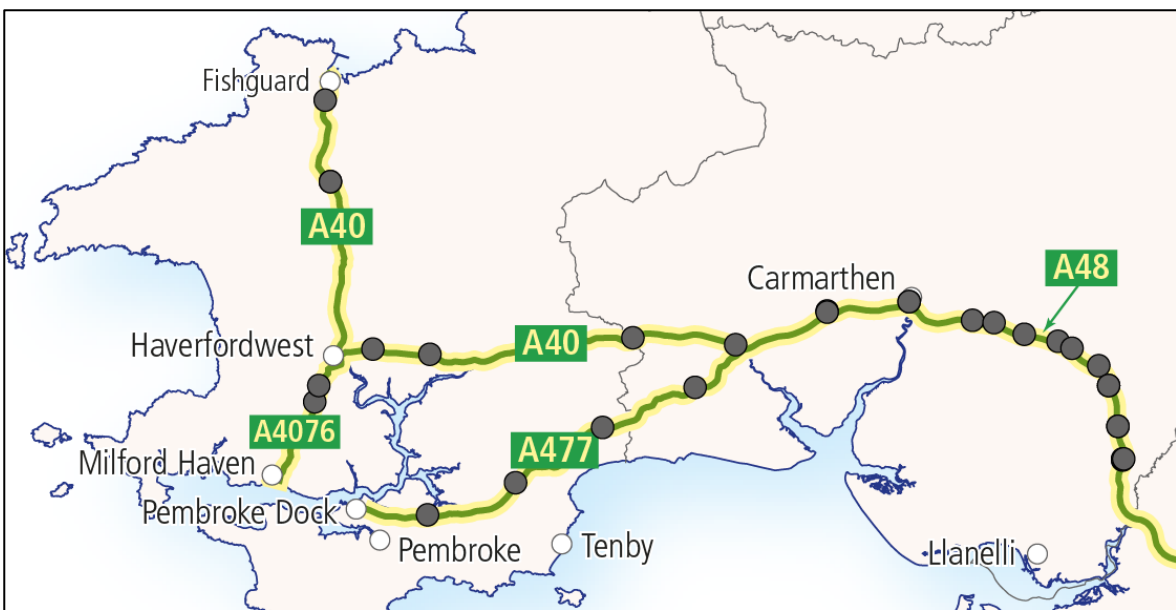 Fishguard
A40
Carmarthen
A48
Haverfordwest
A40
A4076
A477
Milford Haven
Pembroke Dock
Pembroke
Tenby
Llanelli